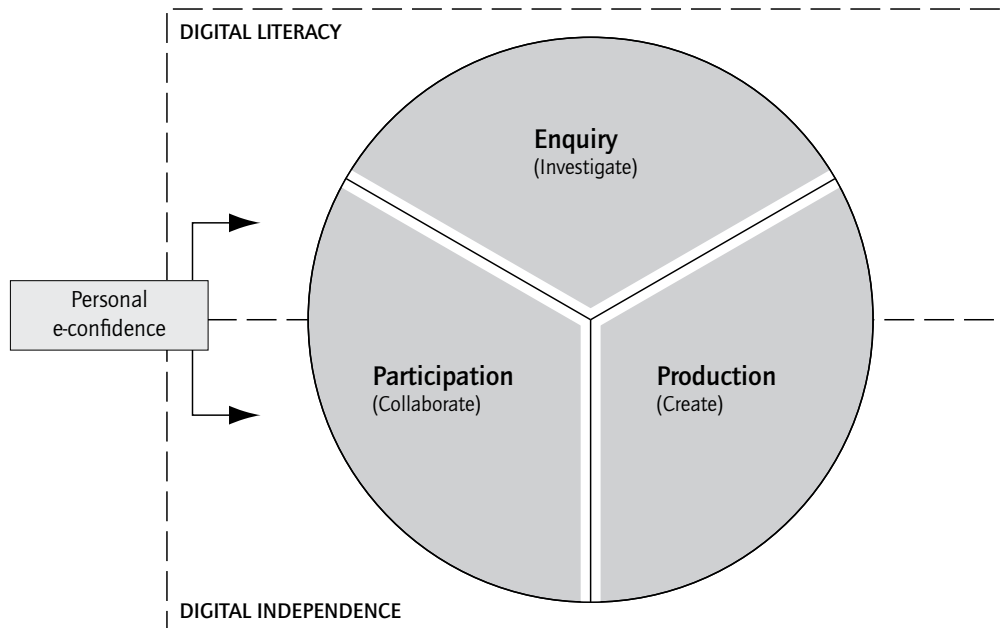 DIGITAL LITERACY
Enquiry
(Investigate)
Personal
e-confidence
Participation
(Collaborate)
Production
(Create)
DIGITAL INDEPENDENCE